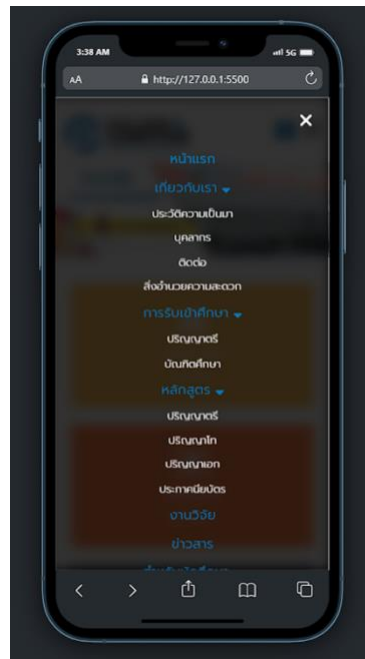 3:38 AM 5G
AA http://127.0.0.1:5500
หน้าแรก
เกี่ยวกับเรา
ประวัติความเป็นมา
บุคลากร
ติดต่อ
สิ่งอำนวยความสะดวก
การรับเข้าศึกษา
ปริญญาตรี
บัณฑิตศึกษา
หลักสูตร
ปริญญาตรี
ปริญญาโท
ปริญญาเอก
ประกาศนียบัตร
งานวิจัย
ข่าวสาร